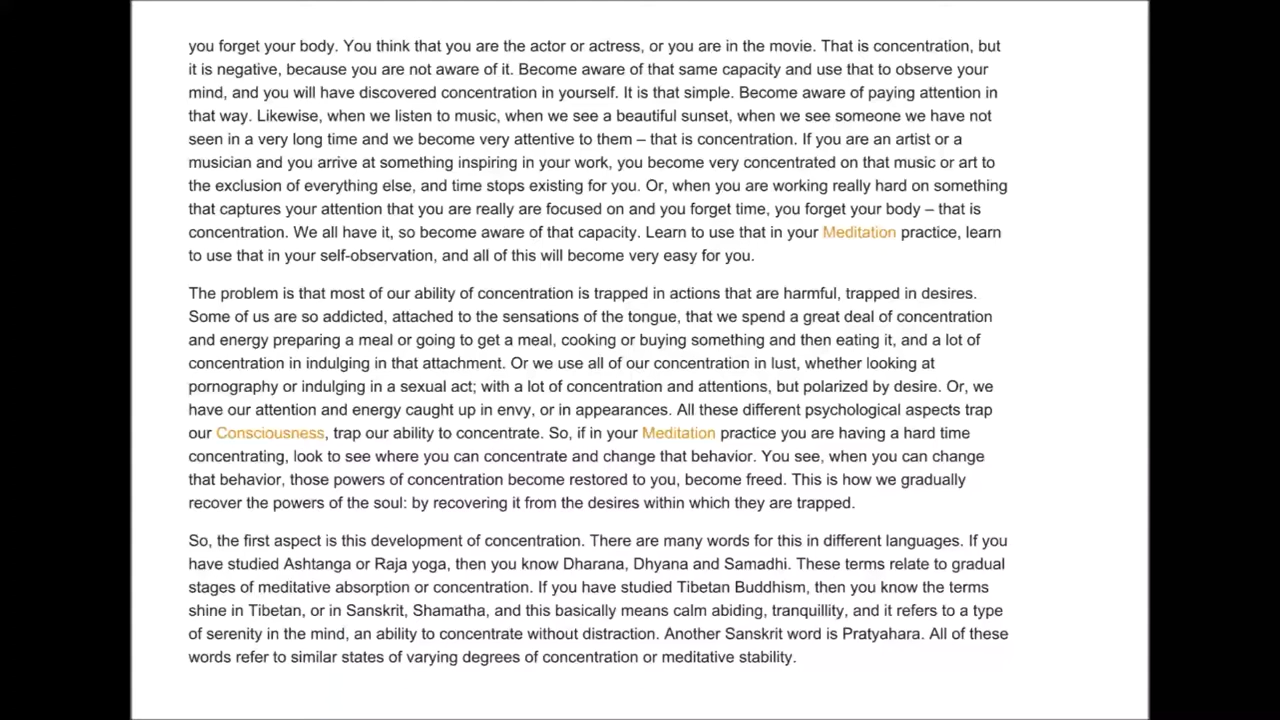 you forget your body. You think that you are the actor or actress, or you are in the movie. That is concentration, but
it is negative, because you are not aware of it. Become aware of that same capacity and use that to observe your
mind, and you will have discovered concentration in yourself. It is that simple. Become aware of paying attention in
that way. Likewise, when we listen to music, when we see a beautiful sunset, when we see someone we have not
seen in a very long time and we become very attentive to them – that is concentration. If you are an artist or a
musician and you arrive at something inspiring in your work, you become very concentrated on that music or art to
the exclusion of everything else, and time stops existing for you. Or, when you are working really hard on something
that captures your attention that you are really are focused on and you forget time, you forget your body – that is
concentration. We all have it, so become aware of that capacity. Learn to use that in your Meditation practice, learn
to use that in your self-observation, and all of this will become very easy for you.
The problem is that most of our ability of concentration is trapped in actions that are harmful, trapped in desires.
Some of us are so addicted, attached to the sensations of the tongue, that we spend a great deal of concentration
and energy preparing a meal or going to get a meal, cooking or buying something and then eating it, and a lot of
concentration in indulging in that attachment. Or we use all of our concentration in lust, whether looking at
pornography or indulging in a sexual act; with a lot of concentration and attentions, but polarized by desire. Or, we
have our attention and energy caught up in envy, or in appearances. All these different psychological aspects trap
our Consciousness, trap our ability to concentrate. So, if in your Meditation practice you are having a hard time
concentrating, look to see where you can concentrate and change that behavior. You see, when you can change
that behavior, those powers of concentration become restored to you, become freed. This is how we gradually
recover the powers of the soul: by recovering it from the desires within which they are trapped.
So, the first aspect is this development of concentration. There are many words for this in different languages. If you
have studied Ashtanga or Raja yoga, then you know Dharana, Dhyana and Samadhi. These terms relate to gradual
stages of meditative absorption or concentration. If you have studied Tibetan Buddhism, then you know the terms
shine in Tibetan, or in Sanskrit, Shamatha, and this basically means calm abiding, tranquillity, and it refers to a type
of serenity in the mind, an ability to concentrate without distraction. Another Sanskrit word is Pratyahara. All of these
words refer to similar states of varying degrees of concentration or meditative stability.